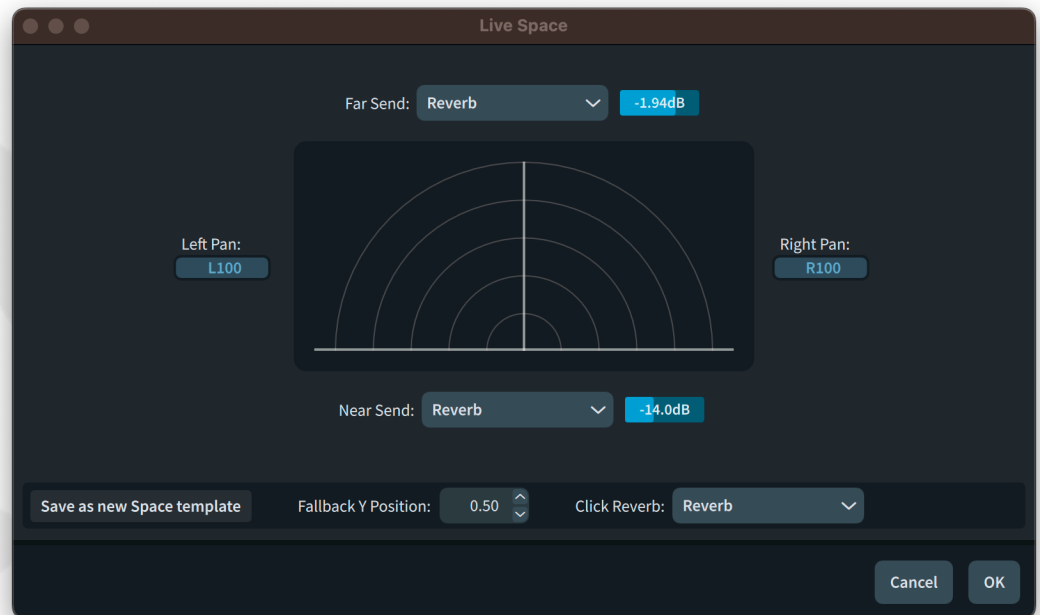 Live Space
Far Send: Reverb -1.94dB
Left Pan:
L100
Right Pan:
R100
Near Send: Reverb -14.0dB
Save as new Space template Fallback Y Position: 0.50 Click Reverb: Reverb
Cancel OK